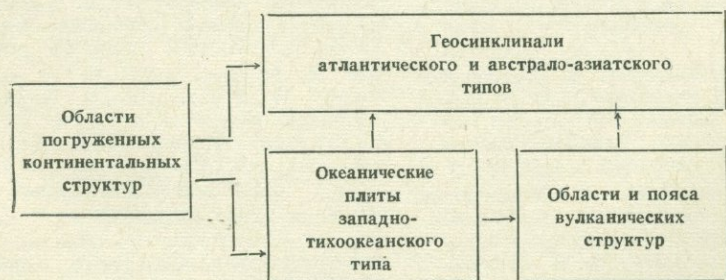 Геосинклинали
атлантического и австрало-азиатского
типов
Области
погруженных
континентальных
структур
Океанические
плиты
западно-
тихоокеанского
типа
Области и пояса
вулканических
структур